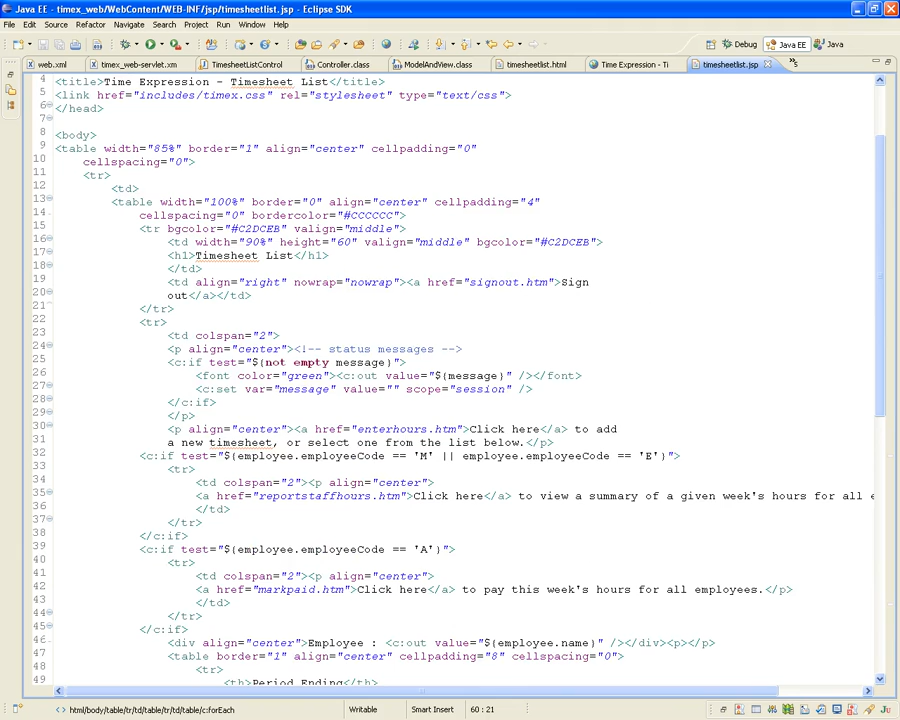 Java EE - timex_web/WebContent/WEB-INF/jsp/timesheetlist.jsp - Eclipse SDK
File Edit Source Refactor Navigate Search Project Run Window Help
Debug Java EE Java
web.xml timex_web-servlet.xml TimesheetListControl Controller.class ModelAndView.class timesheetlist.html Time Expression - Ti timesheetlist.jsp »5
4 <title>Time Expression - Timesheet List</title>
5 <link href="includes/timex.css" rel="stylesheet" type="text/css">
6 </head>
7
8 <body>
9 <table width="85%" border="1" align="center" cellpadding="0"
10 cellspacing="0">
11 <tr>
12 <td>
13 <table width="100%" border="0" align="center" cellpadding="4"
14 cellspacing="0" bordercolor="#CCCCCC">
15 <tr bgcolor="#C2DCEB" valign="middle">
16 <td width="90%" height="60" valign="middle" bgcolor="#C2DCEB">
17 <h1>Timesheet List</h1>
18 </td>
19 <td align="right" nowrap="nowrap"><a href="signout.htm">Sign
20 out</a></td>
21 </tr>
22 <tr>
23 <td colspan="2">
24 <p align="center"><!-- status messages -->
25 <c:if test="${not empty message}">
26 <font color="green"><c:out value="${message}" /></font>
27 <c:set var="message" value="" scope="session" />
28 </c:if>
29 </p>
30 <p align="center"><a href="enterhours.htm">Click here</a> to add
31 a new timesheet, or select one from the list below.</p>
32 <c:if test="${employee.employeeCode == 'M' || employee.employeeCode == 'E'}">
33 <tr>
34 <td colspan="2"><p align="center">
35 <a href="reportstaffhours.htm">Click here</a> to view a summary of a given week's hours for all e
36 </td>
37 </tr>
38 </c:if>
39 <c:if test="${employee.employeeCode == 'A'}">
40 <tr>
41 <td colspan="2"><p align="center">
42 <a href="markpaid.htm">Click here</a> to pay this week's hours for all employees.</p>
43 </td>
44 </tr>
45 </c:if>
46 <div align="center">Employee : <c:out value="${employee.name}" /></div><p></p>
47 <table border="1" align="center" cellpadding="8" cellspacing="0">
48 <tr>
49 <th>Period Ending</th>
html/body/table/tr/td/table/tr/td/table/c:forEach Writable Smart Insert 60 : 21